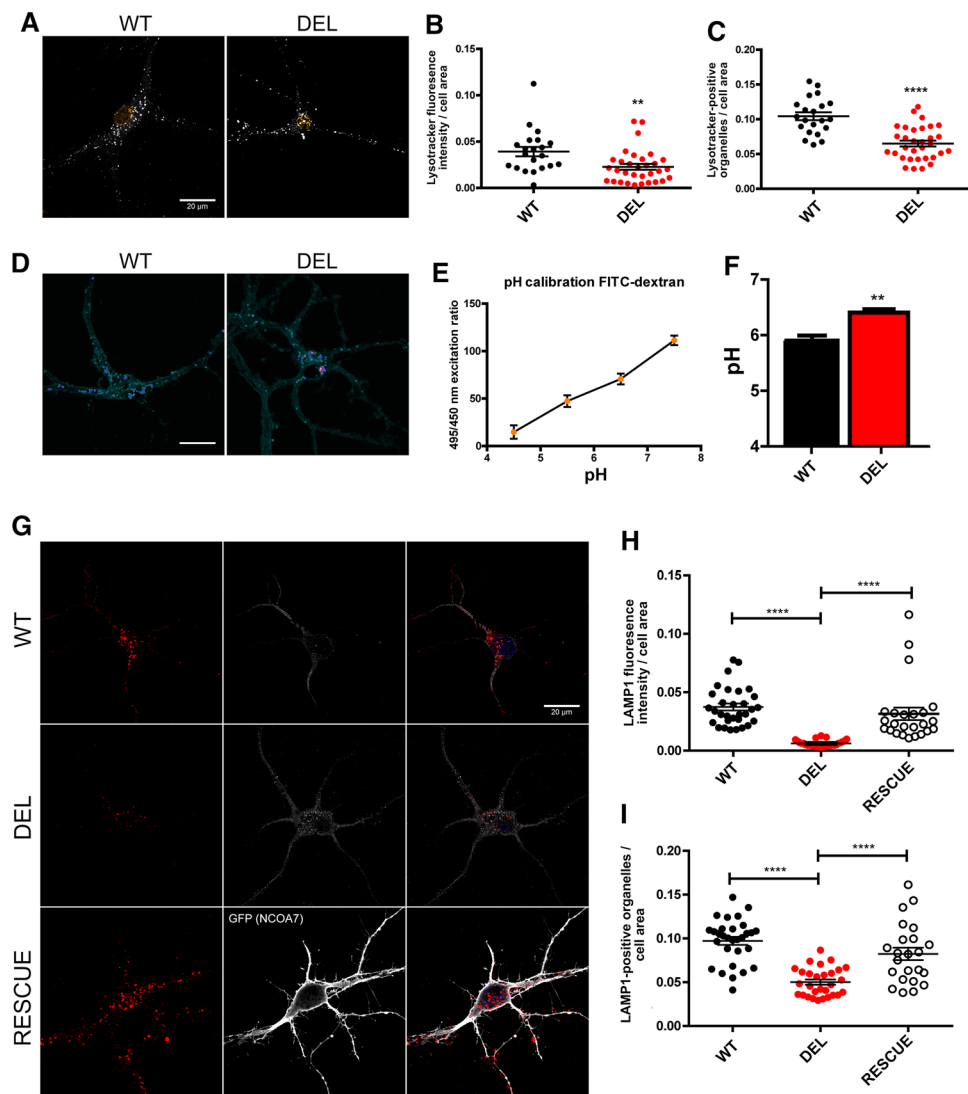 A
WT
DEL
20 μm
B
Lysotracker fluoresence
intensity / cell area
0.15
0.10
0.05
0.00
**
WT
DEL
C
Lysotracker-positive
organelles / cell area
0.20
0.15
0.10
0.05
0.00
****
WT
DEL
D
WT
DEL
E
pH calibration FITC-dextran
495/450 nm excitation ratio
150
100
50
0
4
5
6
7
8
pH
F
pH
6
5
4
**
WT
DEL
G
WT
20 μm
DEL
RESCUE
GFP (NCOA7)
H
LAMP1 fluoresence
intensity / cell area
0.15
0.10
0.05
0.00
****
****
WT
DEL
RESCUE
I
LAMP1-positive organelles /
cell area
0.20
0.15
0.10
0.05
0.00
****
****
WT
DEL
RESCUE